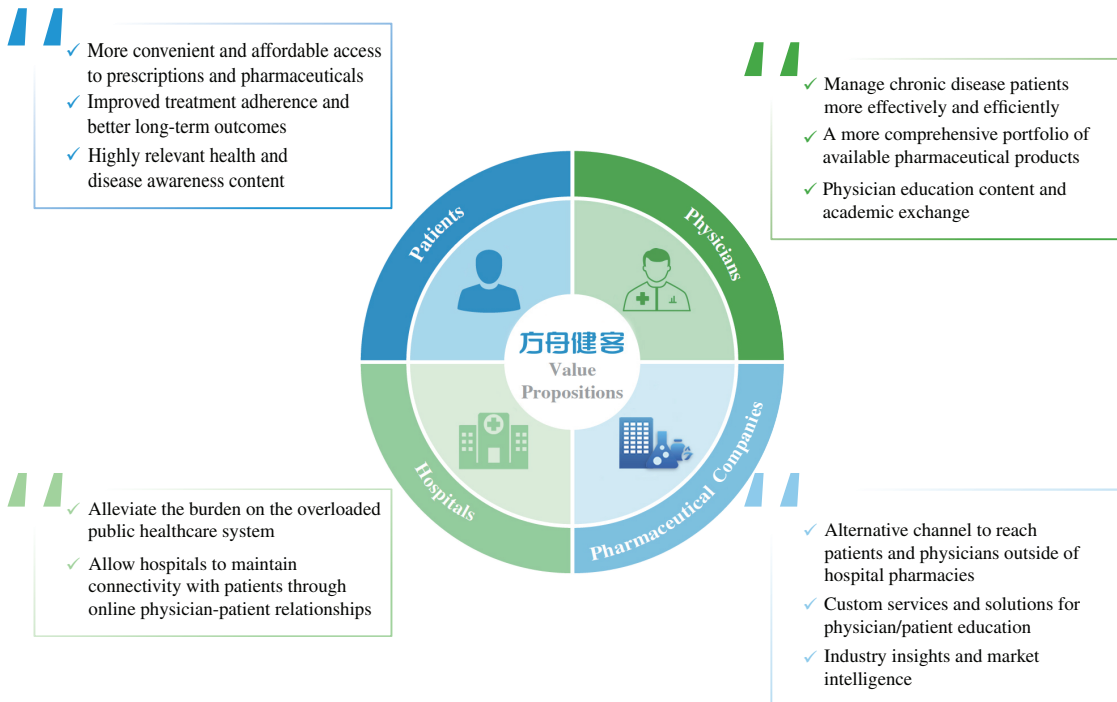 More convenient and affordable access
to prescriptions and pharmaceuticals
Improved treatment adherence and
better long-term outcomes
Highly relevant health and
disease awareness content
Manage chronic disease patients
more effectively and efficiently
A more comprehensive portfolio of
available pharmaceutical products
Physician education content and
academic exchange
Patients
Physicians
方舟健客
Value
Propositions
Hospitals
Pharmaceutical Companies
Alleviate the burden on the overloaded
public healthcare system
Allow hospitals to maintain
connectivity with patients through
online physician-patient relationships
Alternative channel to reach
patients and physicians outside of
hospital pharmacies
Custom services and solutions for
physician/patient education
Industry insights and market
intelligence